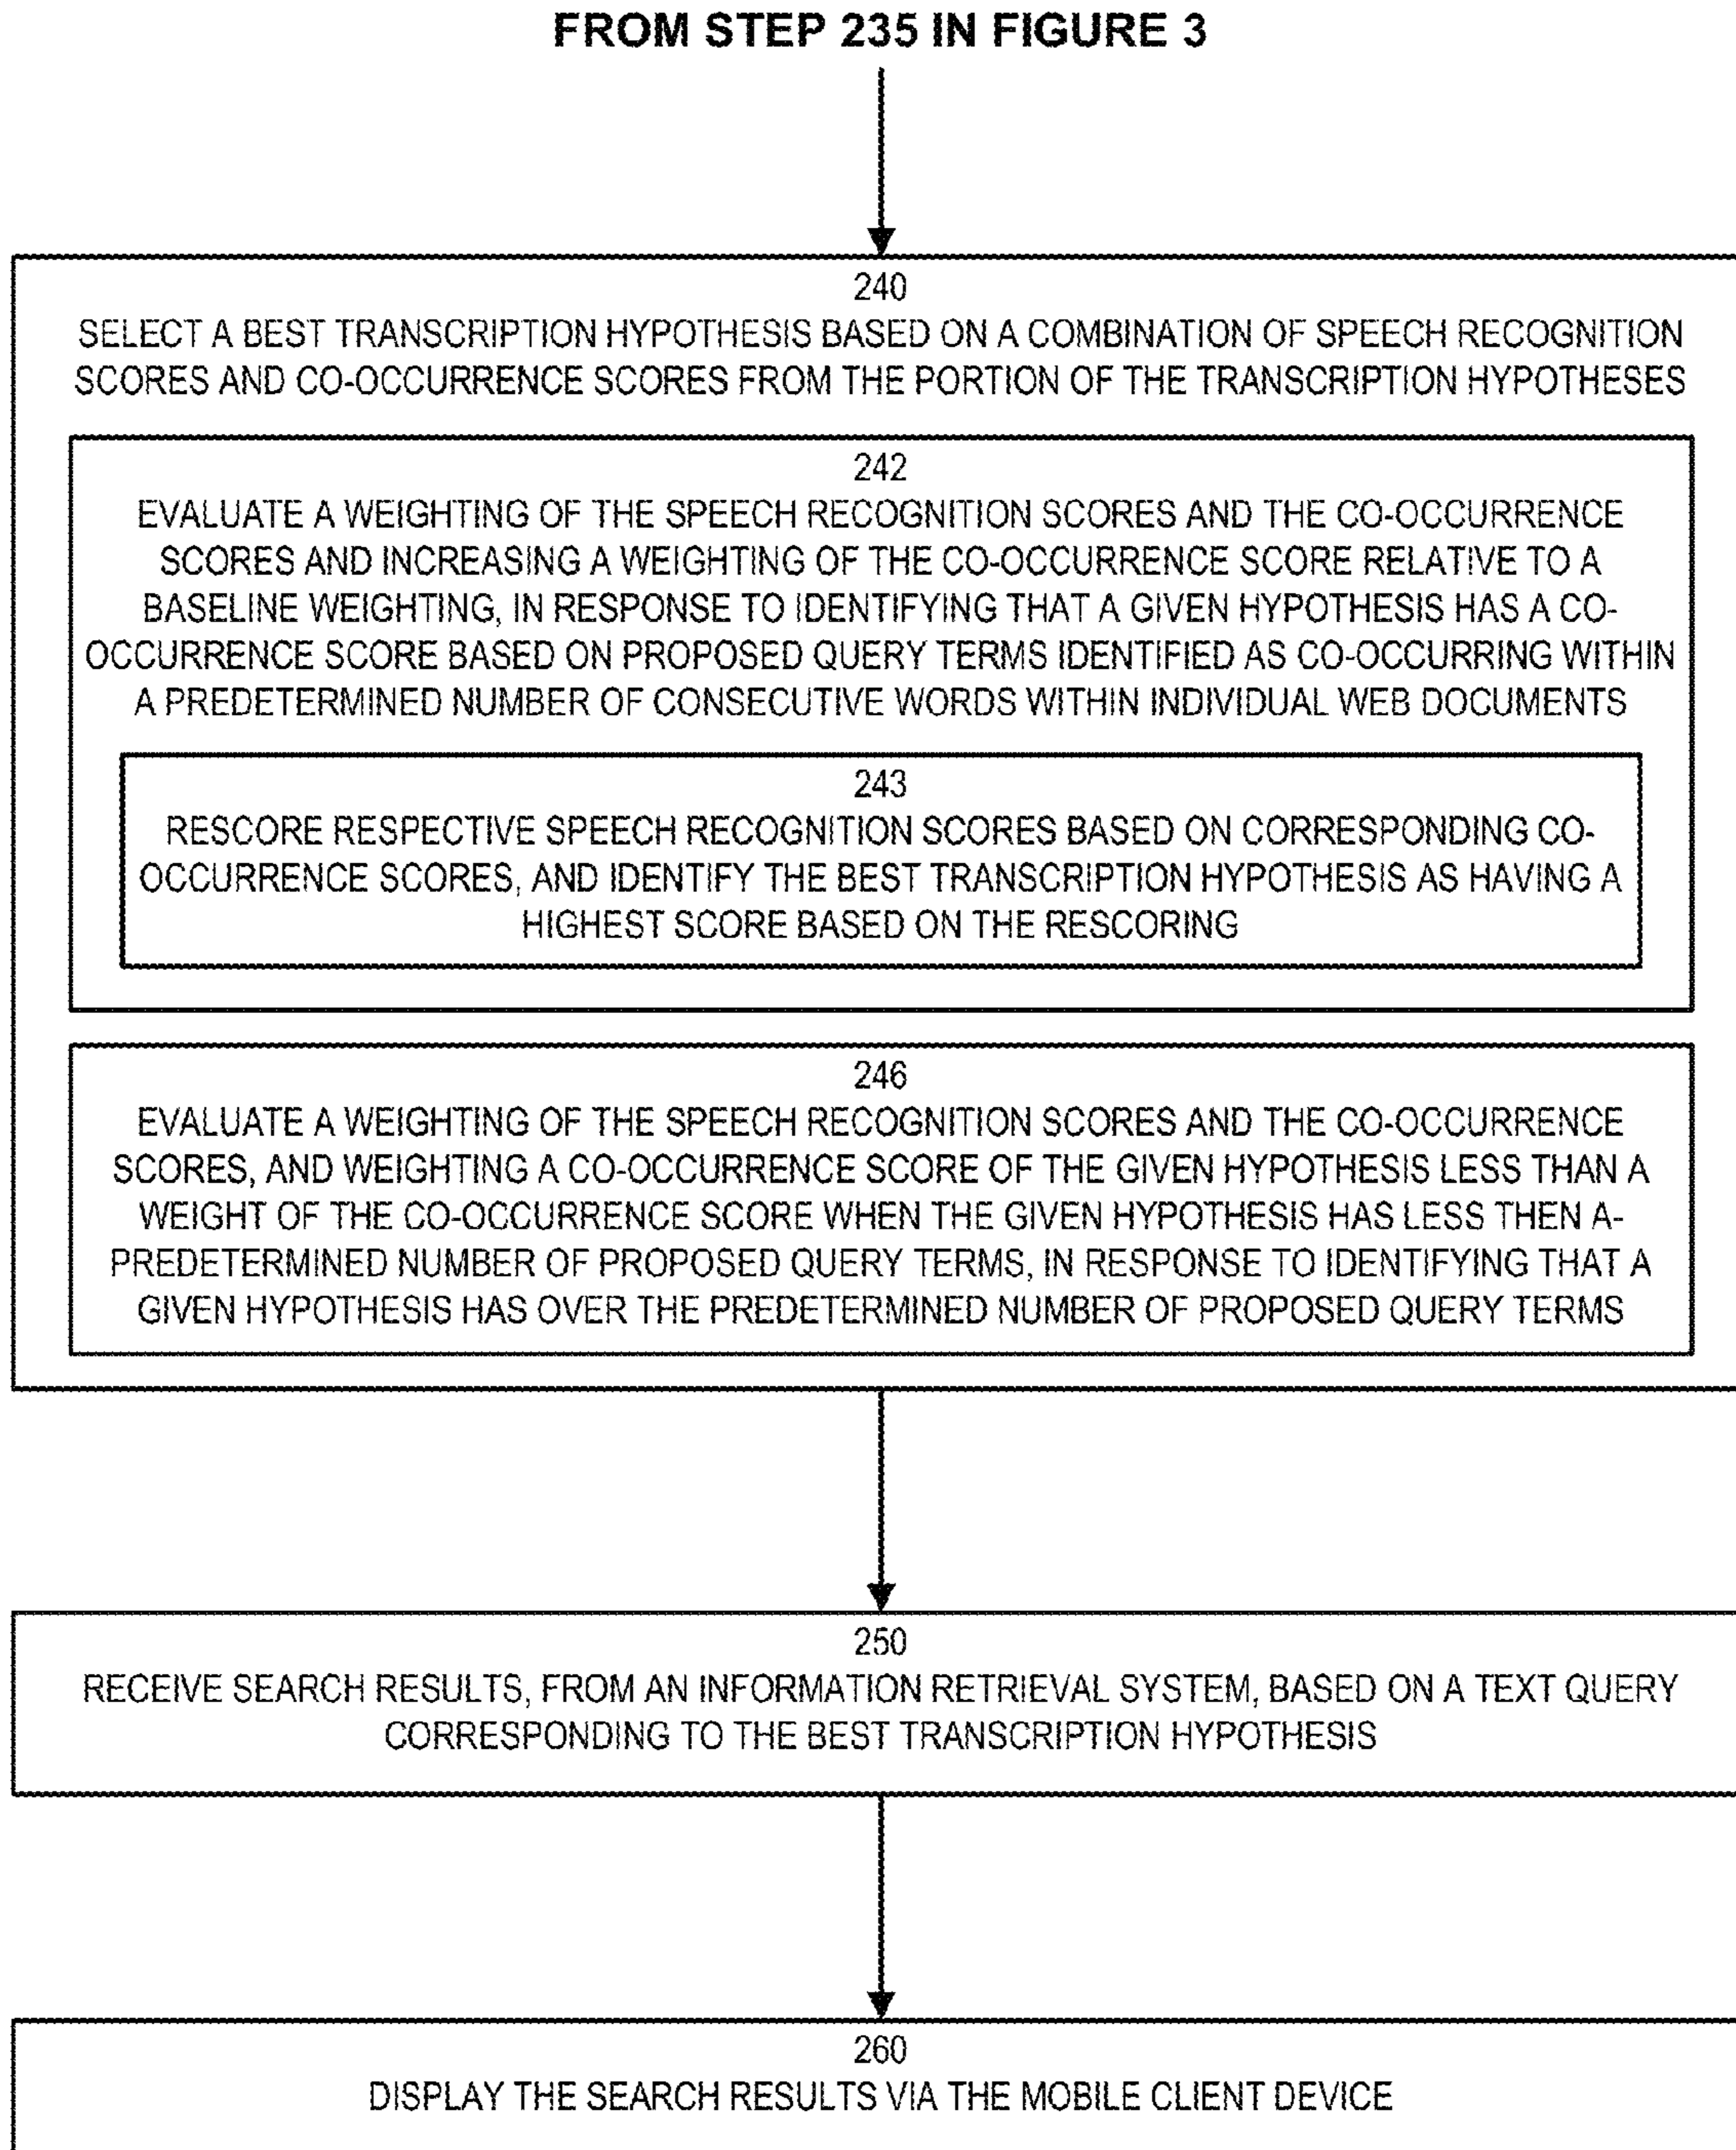 FROM STEP 235 IN FIGURE 3
240
SELECT A BEST TRANSCRIPTION HYPOTHESIS BASED ON A COMBINATION OF SPEECH RECOGNITION
SCORES AND CO-OCCURRENCE SCORES FROM THE PORTION OF THE TRANSCRIPTION HYPOTHESES
242
EVALUATE A WEIGHTING OF THE SPEECH RECOGNITION SCORES AND THE CO-OCCURRENCE
SCORES AND INCREASING A WEIGHTING OF THE CO-OCCURRENCE SCORE RELATIVE TO A
BASELINE WEIGHTING, IN RESPONSE TO IDENTIFYING THAT A GIVEN HYPOTHESIS HAS A CO-
OCCURRENCE SCORE BASED ON PROPOSED QUERY TERMS IDENTIFIED AS CO-OCCURRING WITHIN
A PREDETERMINED NUMBER OF CONSECUTIVE WORDS WITHIN INDIVIDUAL WEB DOCUMENTS
243
RESCORE RESPECTIVE SPEECH RECOGNITION SCORES BASED ON CORRESPONDING CO-
OCCURRENCE SCORES, AND IDENTIFY THE BEST TRANSCRIPTION HYPOTHESIS AS HAVING A
HIGHEST SCORE BASED ON THE RESCORING
246
EVALUATE A WEIGHTING OF THE SPEECH RECOGNITION SCORES AND THE CO-OCCURRENCE
SCORES, AND WEIGHTING A CO-OCCURRENCE SCORE OF THE GIVEN HYPOTHESIS LESS THAN A
WEIGHT OF THE CO-OCCURRENCE SCORE WHEN THE GIVEN HYPOTHESIS HAS LESS THEN A-
PREDETERMINED NUMBER OF PROPOSED QUERY TERMS, IN RESPONSE TO IDENTIFYING THAT A
GIVEN HYPOTHESIS HAS OVER THE PREDETERMINED NUMBER OF PROPOSED QUERY TERMS
250
RECEIVE SEARCH RESULTS, FROM AN INFORMATION RETRIEVAL SYSTEM, BASED ON A TEXT QUERY
CORRESPONDING TO THE BEST TRANSCRIPTION HYPOTHESIS
260
DISPLAY THE SEARCH RESULTS VIA THE MOBILE CLIENT DEVICE